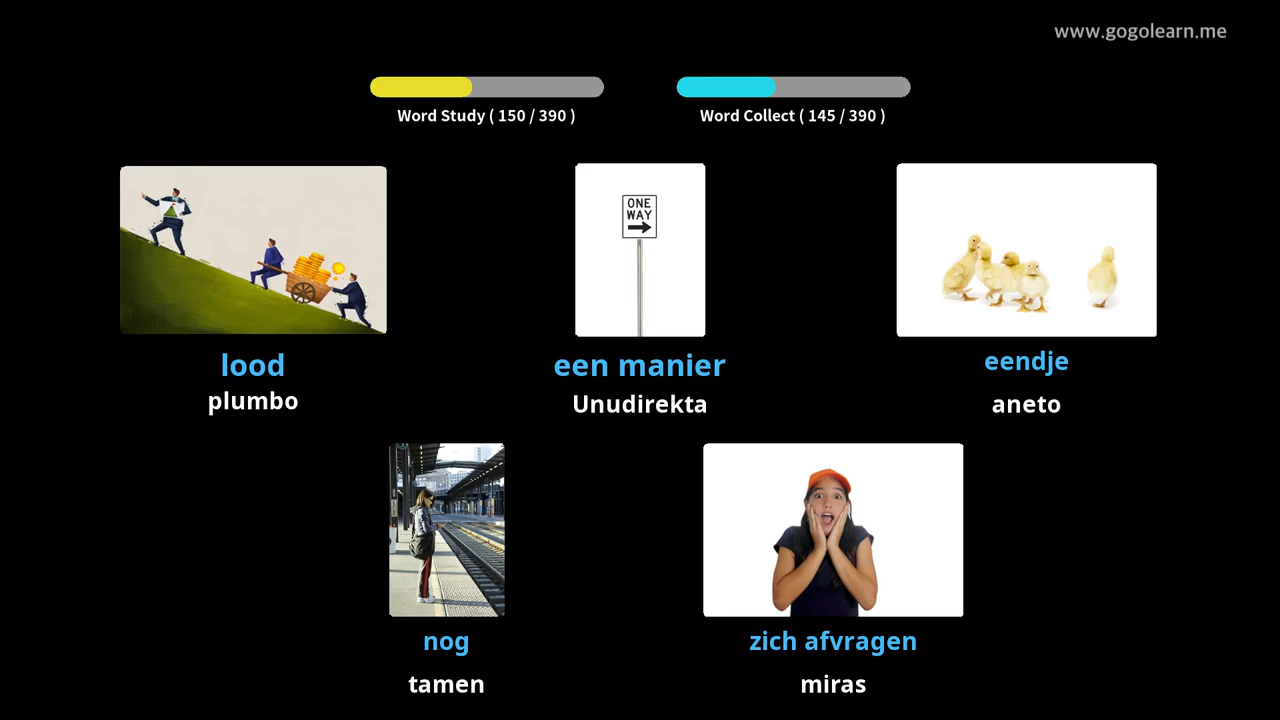 www.gogolearn.me
Word Study ( 150 / 390 )
Word Collect ( 145 / 390 )
ONE
WAY
lood
plumbo
een manier
Unudirekta
eendje
aneto
nog
tamen
zich afvragen
miras